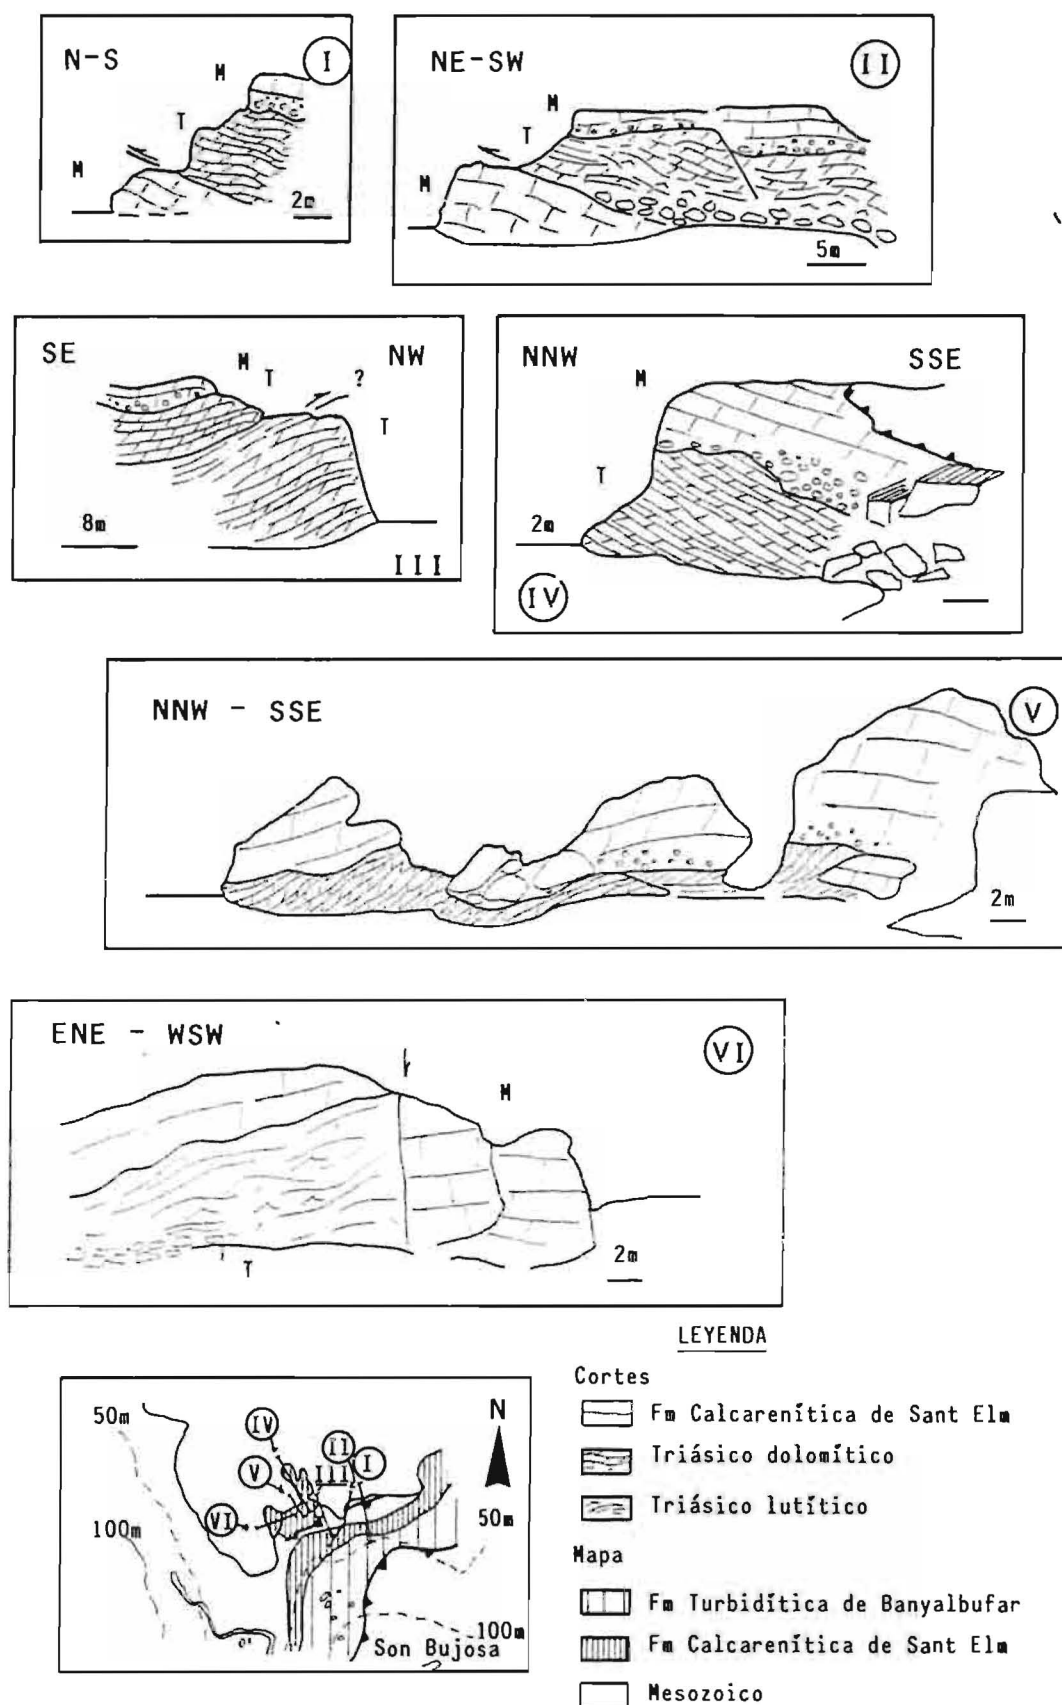 N-S
I
M
T
M
2m
NE-SW
II
M
T
M
5m
SE
NW
M
T
?
T
8m
III
NNW
SSE
M
T
2m
IV
NNW - SSE
V
2m
ENE - WSW
VI
M
T
2m
LEYENDA
Cortes
Fm Calcarenítica de Sant Elm
Triásico dolomítico
Triásico lutítico
Mapa
Fm Turbidítica de Banyalbufar
Fm Calcarenítica de Sant Elm
Mesozoico
50m
IV
II
N
V
III
I
VI
50m
100m
100m
Son Bujosa